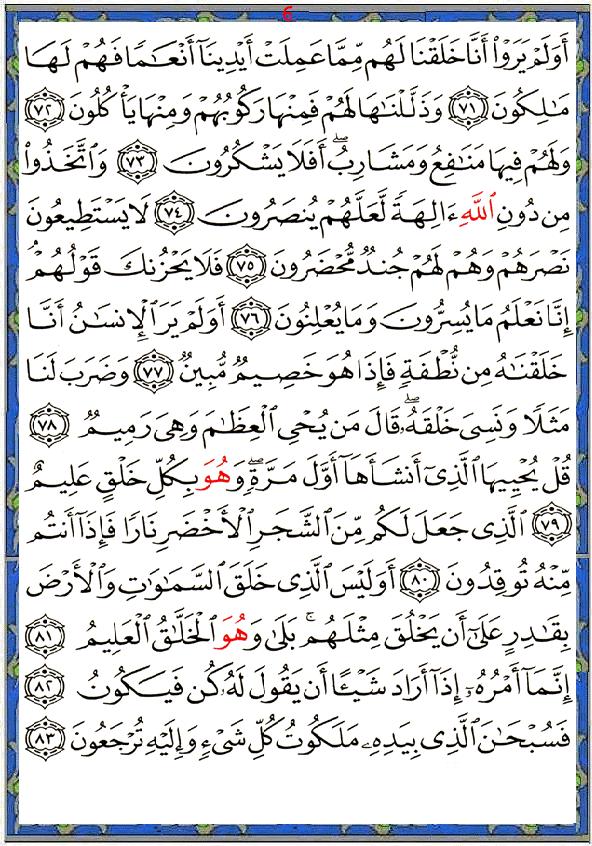 6
أَوَلَمْ يَرَوْا۟ أَنَّا خَلَقْنَا لَهُم مِّمَّا عَمِلَتْ أَيْدِينَآ أَنْعَـٰمًا فَهُمْ لَهَا
مَـٰلِكُونَ ٧١ وَذَلَّلْنَـٰهَا لَهُمْ فَمِنْهَا رَكُوبُهُمْ وَمِنْهَا يَأْكُلُونَ ٧٢
وَلَهُمْ فِيهَا مَنَـٰفِعُ وَمَشَارِبُ ۖ أَفَلَا يَشْكُرُونَ ٧٣ وَٱتَّخَذُوا۟
مِن دُونِ ٱللَّهِ ءَالِهَةً لَّعَلَّهُمْ يُنصَرُونَ ٧٤ لَا يَسْتَطِيعُونَ
نَصْرَهُمْ وَهُمْ لَهُمْ جُندٌ مُّحْضَرُونَ ٧٥ فَلَا يَحْزُنكَ قَوْلُهُمْ
إِنَّا نَعْلَمُ مَا يُسِرُّونَ وَمَا يُعْلِنُونَ ٧٦ أَوَلَمْ يَرَ ٱلْإِنسَـٰنُ أَنَّا
خَلَقْنَـٰهُ مِن نُّطْفَةٍ فَإِذَا هُوَ خَصِيمٌ مُّبِينٌ ٧٧ وَضَرَبَ لَنَا
مَثَلًا وَنَسِىَ خَلْقَهُۥ ۖ قَالَ مَن يُحْىِ ٱلْعِظَـٰمَ وَهِىَ رَمِيمٌ ٧٨
قُلْ يُحْيِيهَا ٱلَّذِىٓ أَنشَأَهَآ أَوَّلَ مَرَّةٍ ۖ وَهُوَ بِكُلِّ خَلْقٍ عَلِيمٌ
٧٩ ٱلَّذِى جَعَلَ لَكُم مِّنَ ٱلشَّجَرِ ٱلْأَخْضَرِ نَارًا فَإِذَآ أَنتُم
مِّنْهُ تُوقِدُونَ ٨٠ أَوَلَيْسَ ٱلَّذِى خَلَقَ ٱلسَّمَـٰوَٰتِ وَٱلْأَرْضَ
بِقَـٰدِرٍ عَلَىٰٓ أَن يَخْلُقَ مِثْلَهُم ۚ بَلَىٰ وَهُوَ ٱلْخَلَّـٰقُ ٱلْعَلِيمُ ٨١
إِنَّمَآ أَمْرُهُۥٓ إِذَآ أَرَادَ شَيْـًٔا أَن يَقُولَ لَهُۥ كُن فَيَكُونُ ٨٢
فَسُبْحَـٰنَ ٱلَّذِى بِيَدِهِۦ مَلَكُوتُ كُلِّ شَىْءٍ وَإِلَيْهِ تُرْجَعُونَ ٨٣